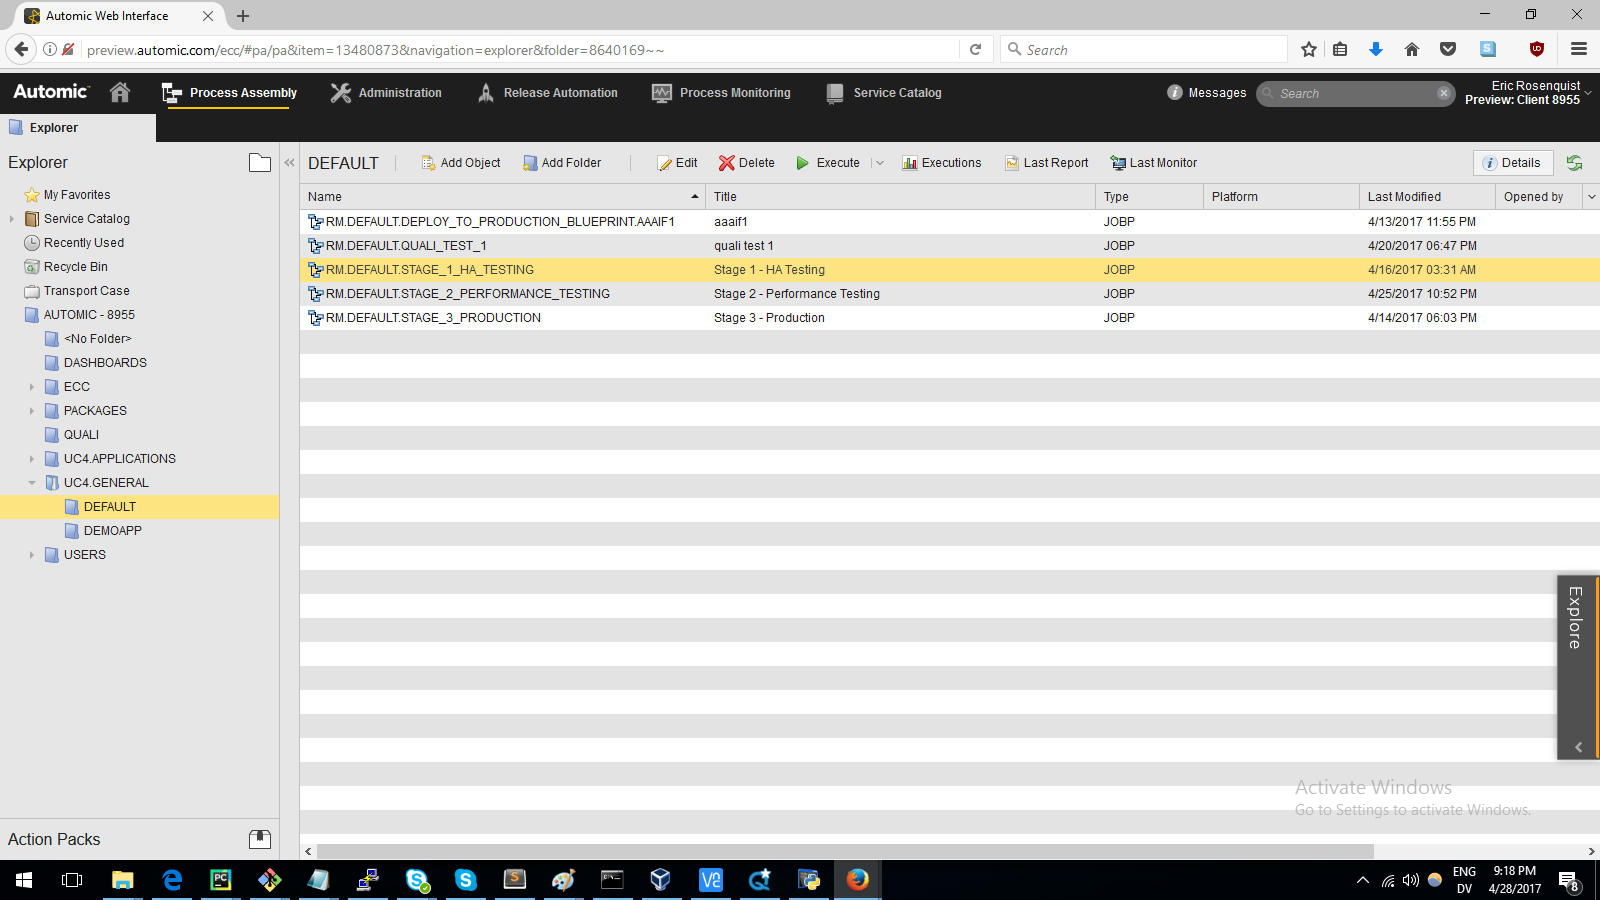 Automic Web Interface
preview.automic.com/ecc/#pa/pa&item=13480873&navigation=explorer&folder=8640169~~
Search
Automic
Process Assembly
Administration
Release Automation
Process Monitoring
Service Catalog
Messages
Search
Eric Rosenquist
Preview: Client 8955
Explorer
Explorer
My Favorites
Service Catalog
Recently Used
Recycle Bin
Transport Case
AUTOMIC - 8955
<No Folder>
DASHBOARDS
ECC
PACKAGES
QUALI
UC4.APPLICATIONS
UC4.GENERAL
DEFAULT
DEMOAPP
USERS
Action Packs
DEFAULT
Add Object
Add Folder
Edit
Delete
Execute
Executions
Last Report
Last Monitor
Details
Name Title Type Platform Last Modified Opened by
RM.DEFAULT.DEPLOY_TO_PRODUCTION_BLUEPRINT.AAAIF1 aaaif1 JOBP 4/13/2017 11:55 PM
RM.DEFAULT.QUALI_TEST_1 quali test 1 JOBP 4/20/2017 06:47 PM
RM.DEFAULT.STAGE_1_HA_TESTING Stage 1 - HA Testing JOBP 4/16/2017 03:31 AM
RM.DEFAULT.STAGE_2_PERFORMANCE_TESTING Stage 2 - Performance Testing JOBP 4/25/2017 10:52 PM
RM.DEFAULT.STAGE_3_PRODUCTION Stage 3 - Production JOBP 4/14/2017 06:03 PM
Explore
Activate Windows
Go to Settings to activate Windows.
ENG
DV
9:18 PM
4/28/2017
8